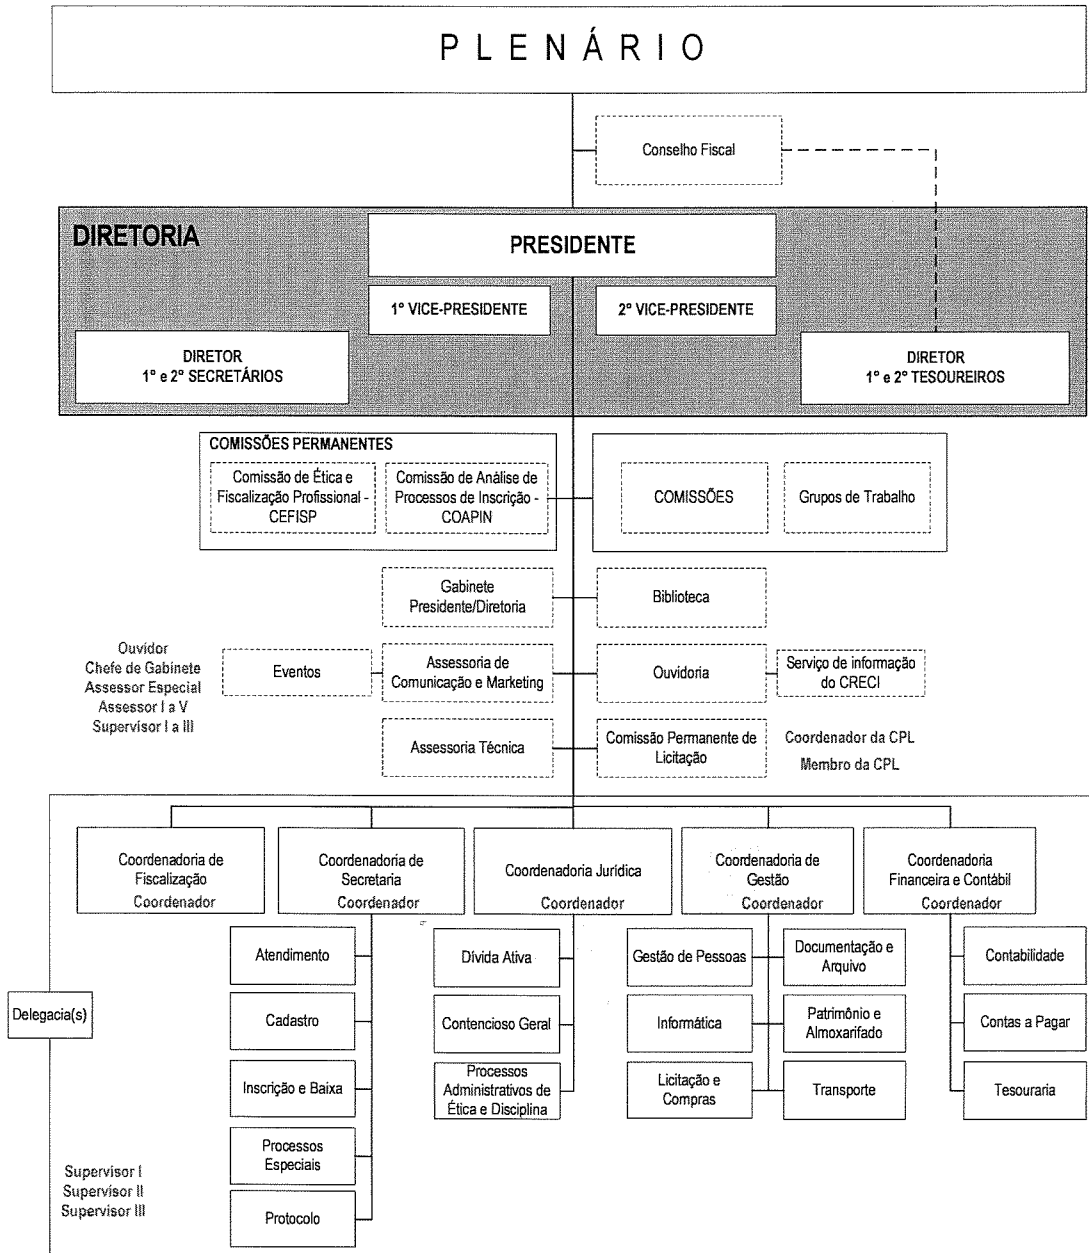 PLENÁRIO
Conselho Fiscal
DIRETORIA
PRESIDENTE
1º VICE-PRESIDENTE
2º VICE-PRESIDENTE
DIRETOR
1º e 2º SECRETÁRIOS
DIRETOR
1º e 2º TESOUREIROS
COMISSÕES PERMANENTES
Comissão de Ética e
Fiscalização Profissional -
CEFISP
Comissão de Análise de
Processos de Inscrição -
COAPIN
COMISSÕES
Grupos de Trabalho
Gabinete
Presidente/Diretoria
Biblioteca
Ouvidor
Chefe de Gabinete
Assessor Especial
Assessor I a V
Supervisor I a III
Eventos
Assessoria de
Comunicação e Marketing
Ouvidoria
Serviço de informação
do CRECI
Assessoria Técnica
Comissão Permanente de
Licitação
Coordenador da CPL
Membro da CPL
Coordenadoria de
Fiscalização
Coordenador
Coordenadoria de
Secretaria
Coordenador
Coordenadoria Jurídica
Coordenador
Coordenadoria de
Gestão
Coordenador
Coordenadoria
Financeira e Contábil
Coordenador
Atendimento
Cadastro
Inscrição e Baixa
Processos
Especiais
Protocolo
Dívida Ativa
Contencioso Geral
Processos
Administrativos de
Ética e Disciplina
Gestão de Pessoas
Documentação e
Arquivo
Informática
Patrimônio e
Almoxarifado
Licitação e
Compras
Transporte
Contabilidade
Contas a Pagar
Tesouraria
Delegacia(s)
Supervisor I
Supervisor II
Supervisor III